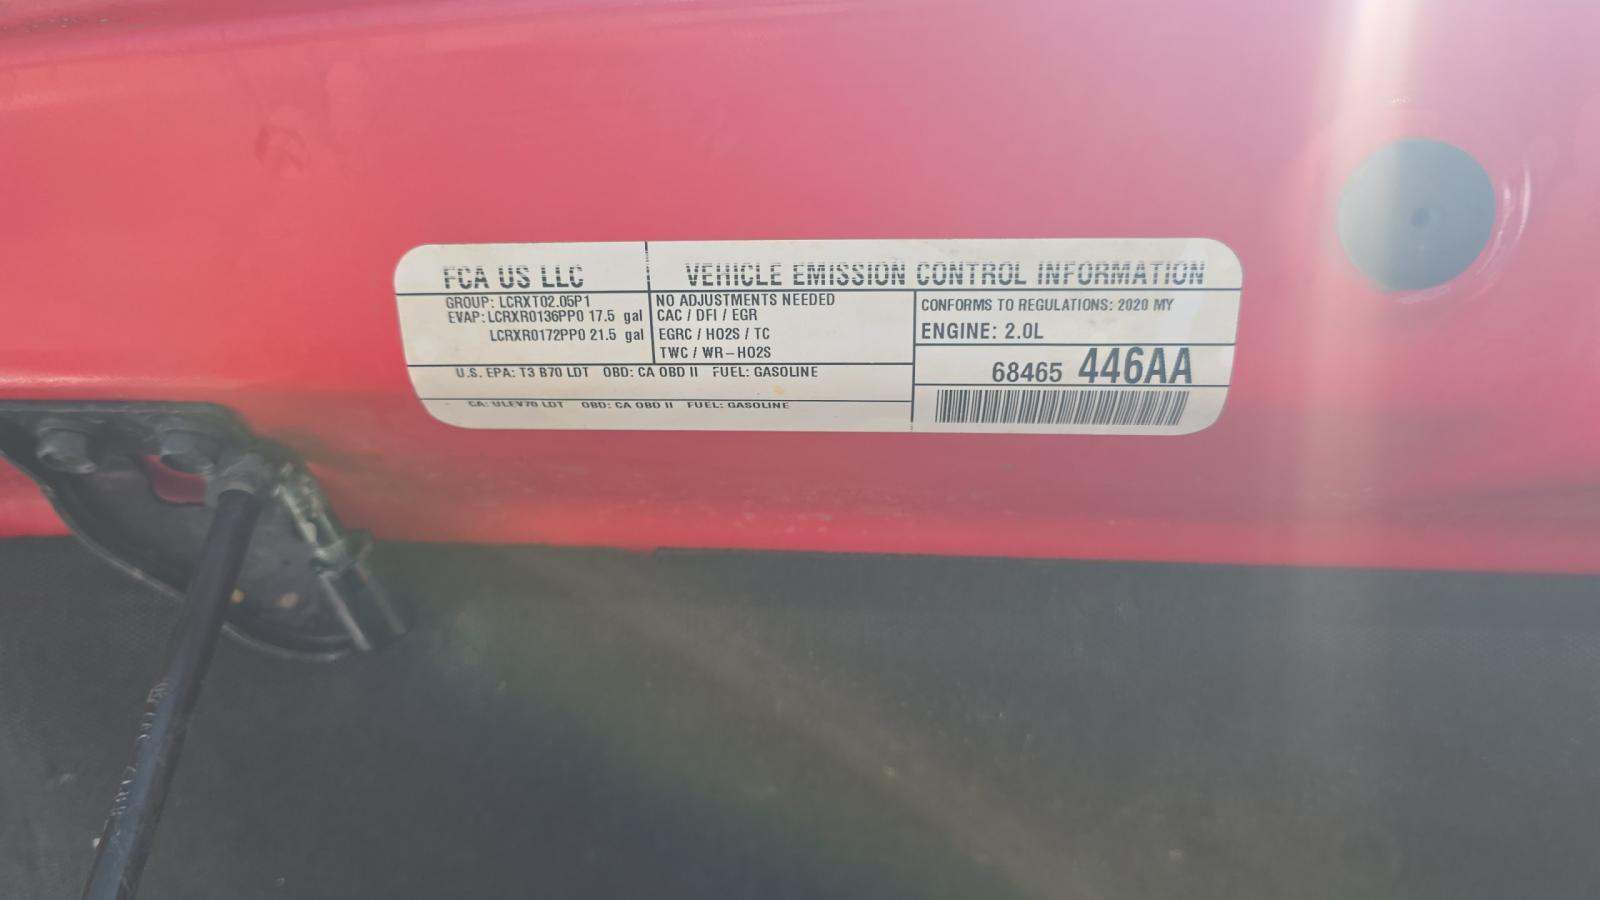 FCA US LLC
VEHICLE EMISSION CONTROL INFORMATION
GROUP: LCRXT02.05P1
EVAP: LCRXR0136PP0 17.5 gal
LCRXR0172PP0 21.5 gal
NO ADJUSTMENTS NEEDED
CAC / DFI / EGR
EGRC / HO2S / TC
TWC / WR-HO2S
U.S. EPA: T3 B70 LDT OBD: CA OBD II FUEL: GASOLINE
CA: ULEV70 LDT OBD: CA OBD II FUEL: GASOLINE
CONFORMS TO REGULATIONS: 2020 MY
ENGINE: 2.0L
68465 446AA